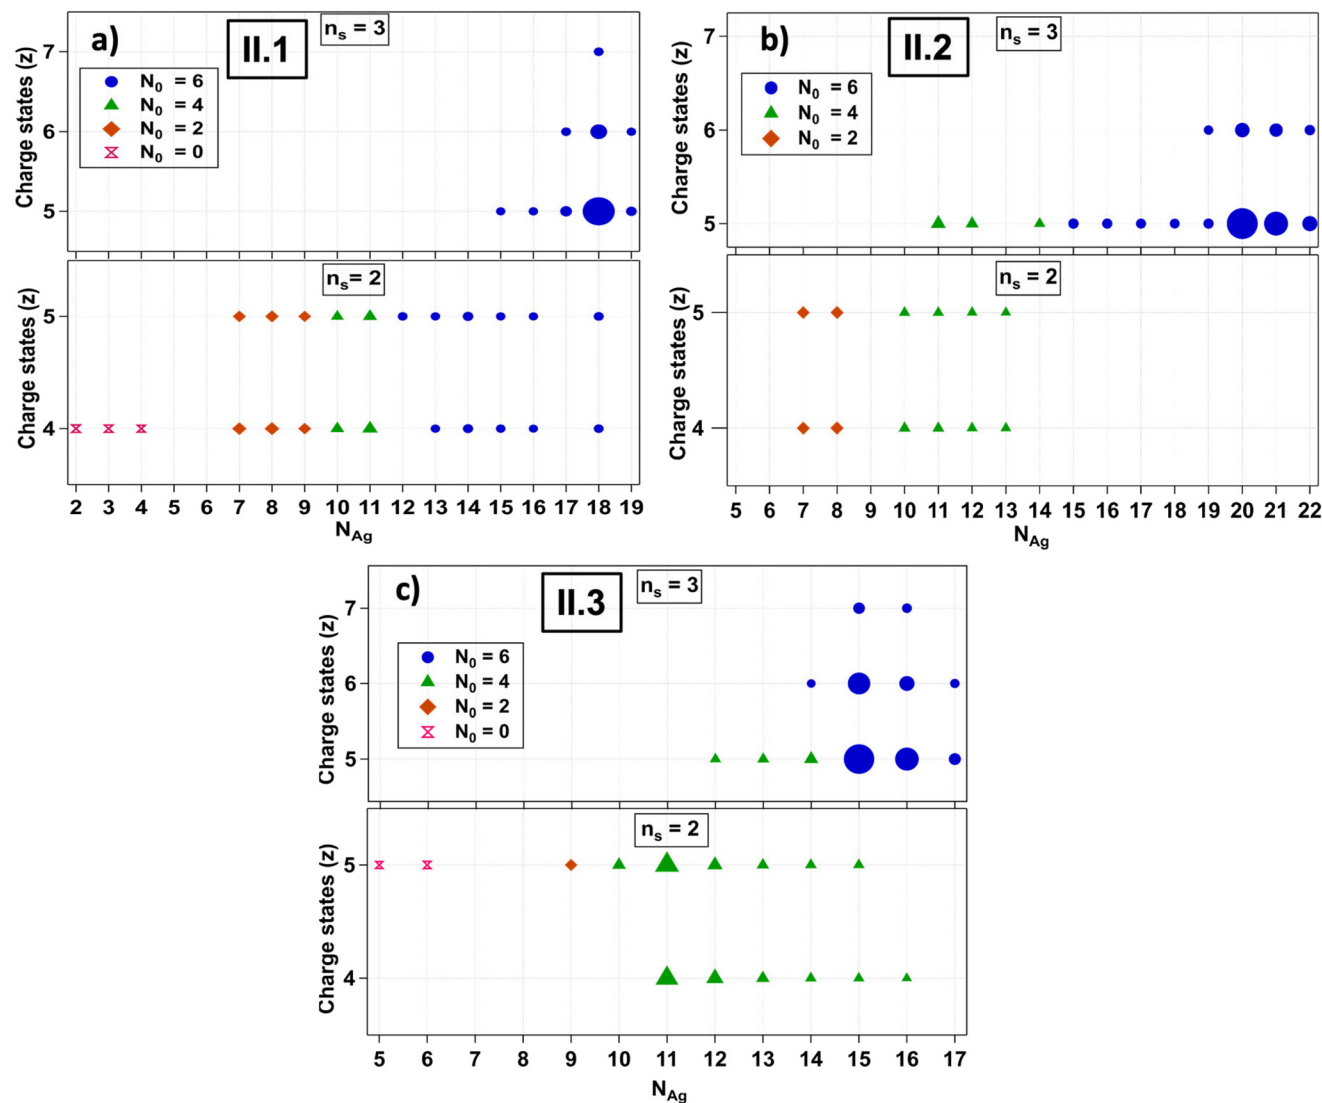 a)
II.1
n_s = 3
Charge states (z)
7
6
5
N_0 = 6
N_0 = 4
N_0 = 2
N_0 = 0
n_s= 2
Charge states (z)
5
4
2 3 4 5 6 7 8 9 10 11 12 13 14 15 16 17 18 19
N_Ag
b)
II.2
n_s = 3
Charge states (z)
7
6
5
N_0 = 6
N_0 = 4
N_0 = 2
n_s = 2
Charge states (z)
5
4
5 6 7 8 9 10 11 12 13 14 15 16 17 18 19 20 21 22
N_Ag
c)
II.3
n_s = 3
Charge states (z)
7
6
5
N_0 = 6
N_0 = 4
N_0 = 2
N_0 = 0
n_s = 2
Charge states (z)
5
4
5 6 7 8 9 10 11 12 13 14 15 16 17
N_Ag